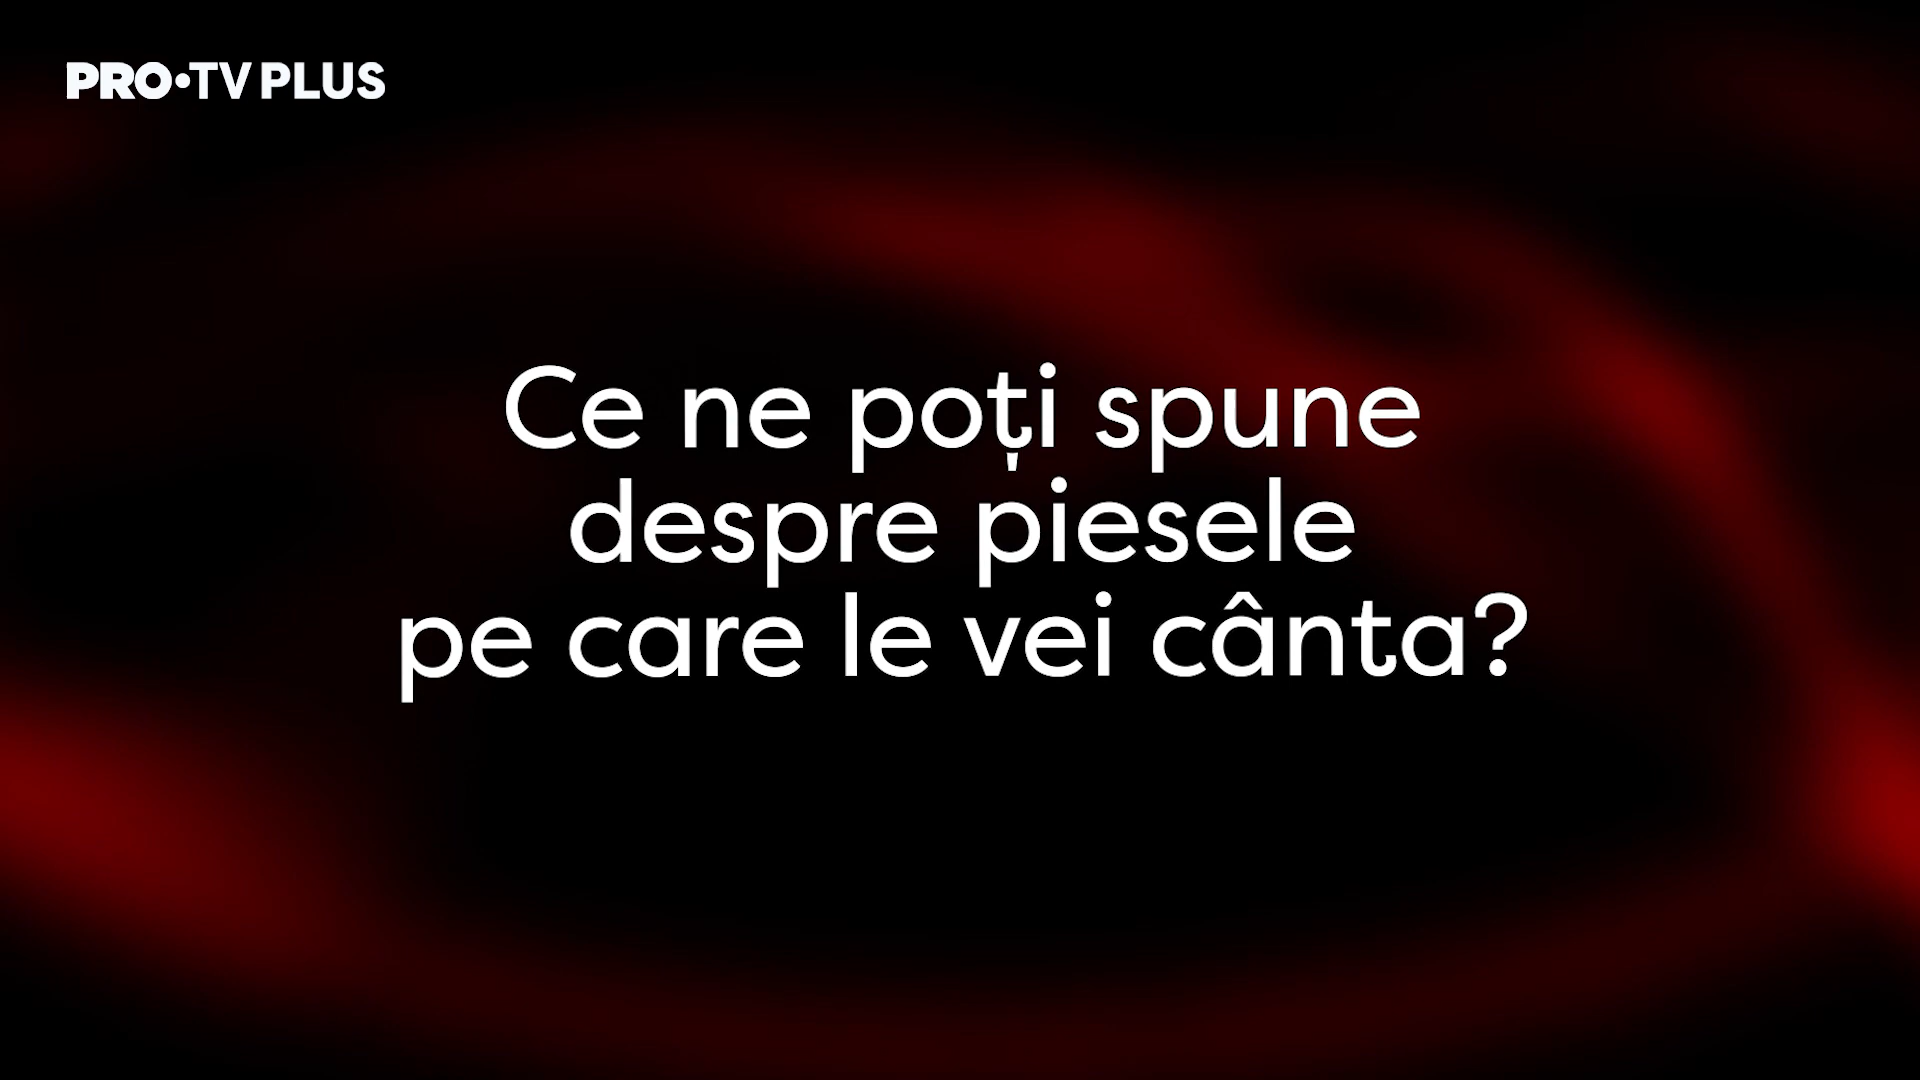 PRO•TV PLUS
Ce ne poți spune
despre piesele
pe care le vei cânta?